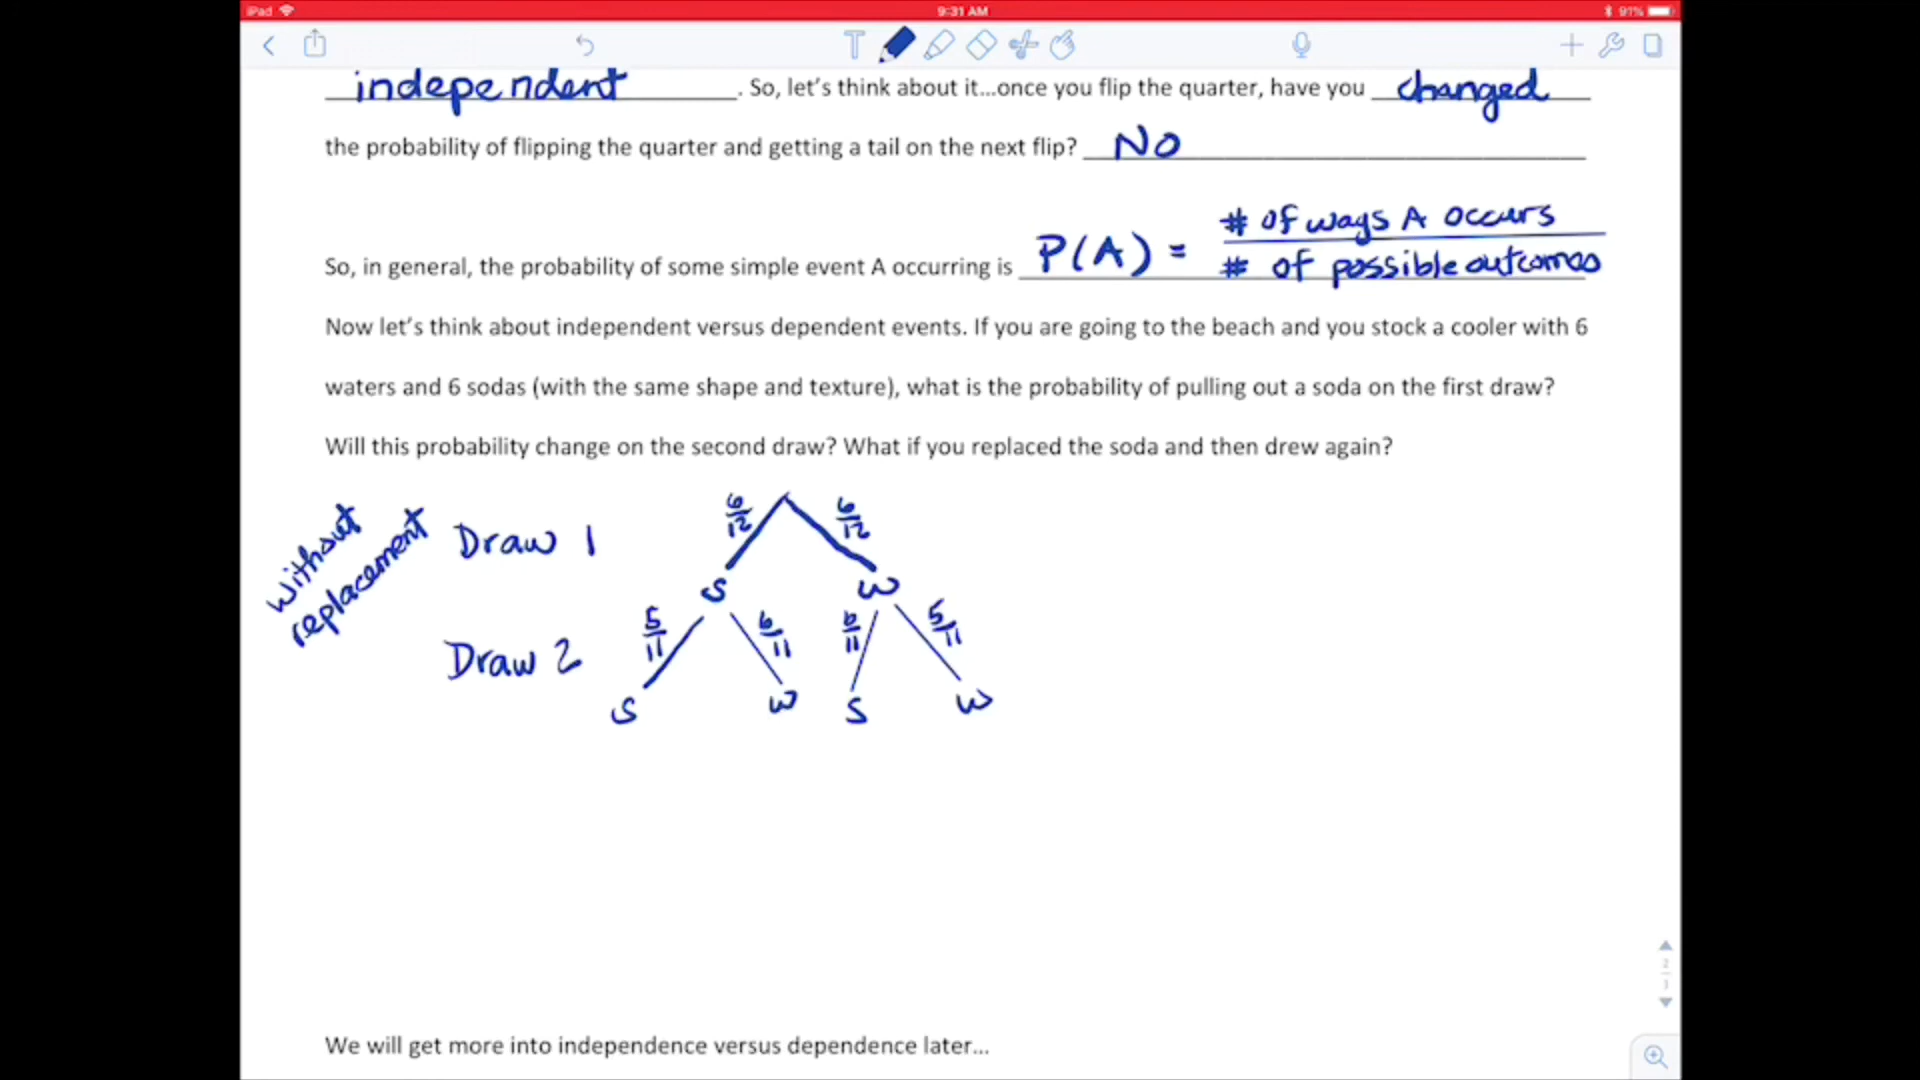 iPad 9:31 AM 91%
independent. So, let's think about it...once you flip the quarter, have you changed
the probability of flipping the quarter and getting a tail on the next flip? No
# of ways A occurs
So, in general, the probability of some simple event A occurring is P(A) =
# of possible outcomes
Now let's think about independent versus dependent events. If you are going to the beach and you stock a cooler with 6
waters and 6 sodas (with the same shape and texture), what is the probability of pulling out a soda on the first draw?
Will this probability change on the second draw? What if you replaced the soda and then drew again?
without
replacement
Draw 1
6/12 6/12
S W
Draw 2
5/11 6/11 6/11 5/11
S W S W
We will get more into independence versus dependence later...